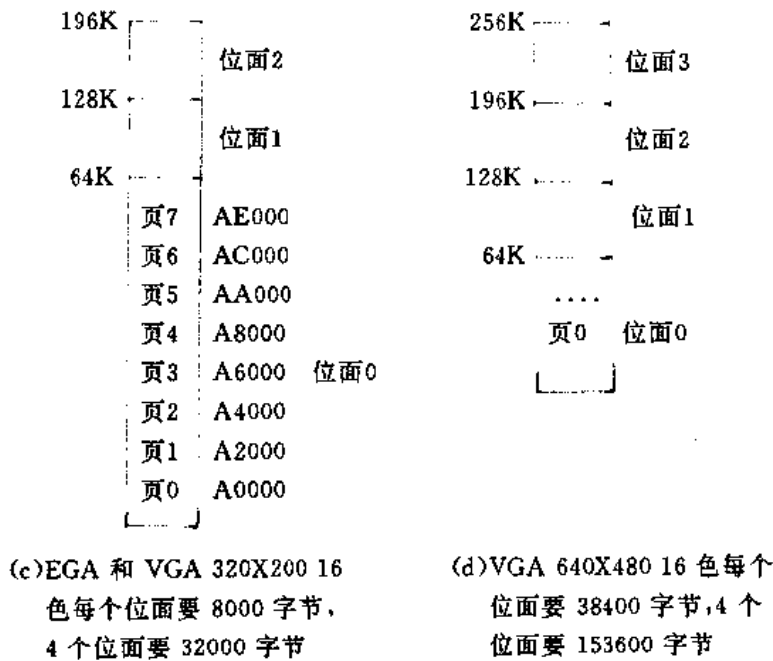 196K
位面2
128K
位面1
64K
页7 AE000
页6 AC000
页5 AA000
页4 A8000
页3 A6000 位面0
页2 A4000
页1 A2000
页0 A0000
(c)EGA 和 VGA 320X200 16
色每个位面要 8000 字节,
4 个位面要 32000 字节
256K
位面3
196K
位面2
128K
位面1
64K
....
页0 位面0
(d)VGA 640X480 16 色每个
位面要 38400 字节,4 个
位面要 153600 字节